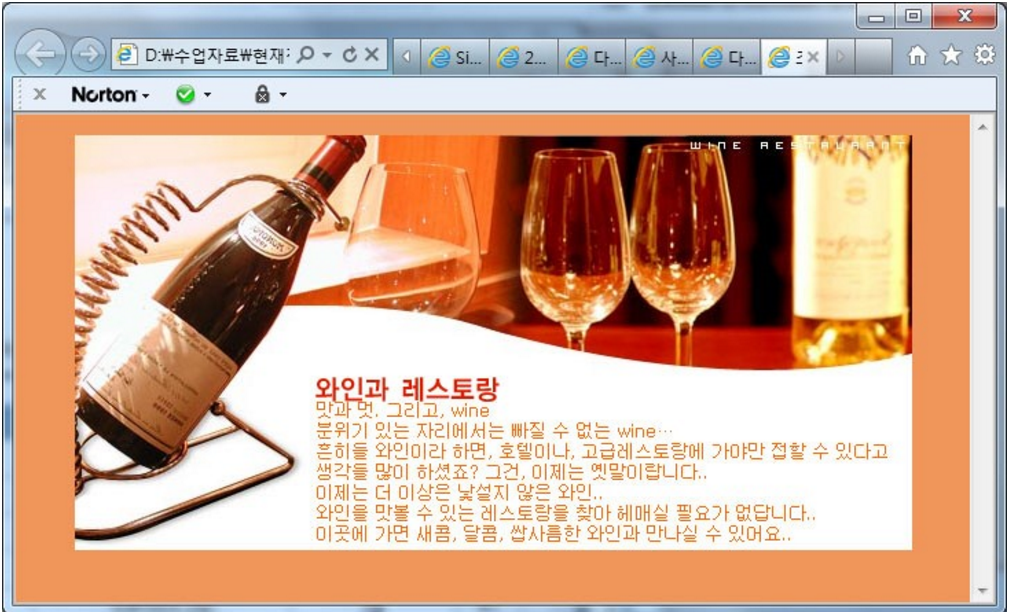 D:\수업자료\현재
Si...
2...
다...
사...
다...
Norton
WINE RESTAURANT
와인과 레스토랑
맛과 멋. 그리고, wine
분위기 있는 자리에서는 빠질 수 없는 wine…
흔히들 와인이라 하면, 호텔이나, 고급레스토랑에 가야만 접할 수 있다고
생각들 많이 하셨죠? 그건, 이제는 옛말이랍니다..
이제는 더 이상은 낯설지 않은 와인..
와인을 맛볼 수 있는 레스토랑을 찾아 헤매실 필요가 없답니다..
이곳에 가면 새콤, 달콤, 쌉사름한 와인과 만나실 수 있어요..